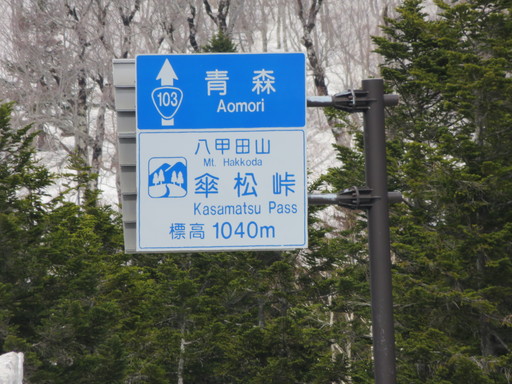 103
青森
Aomori
八甲田山
Mt. Hakkoda
傘松峠
Kasamatsu Pass
標高 1040m